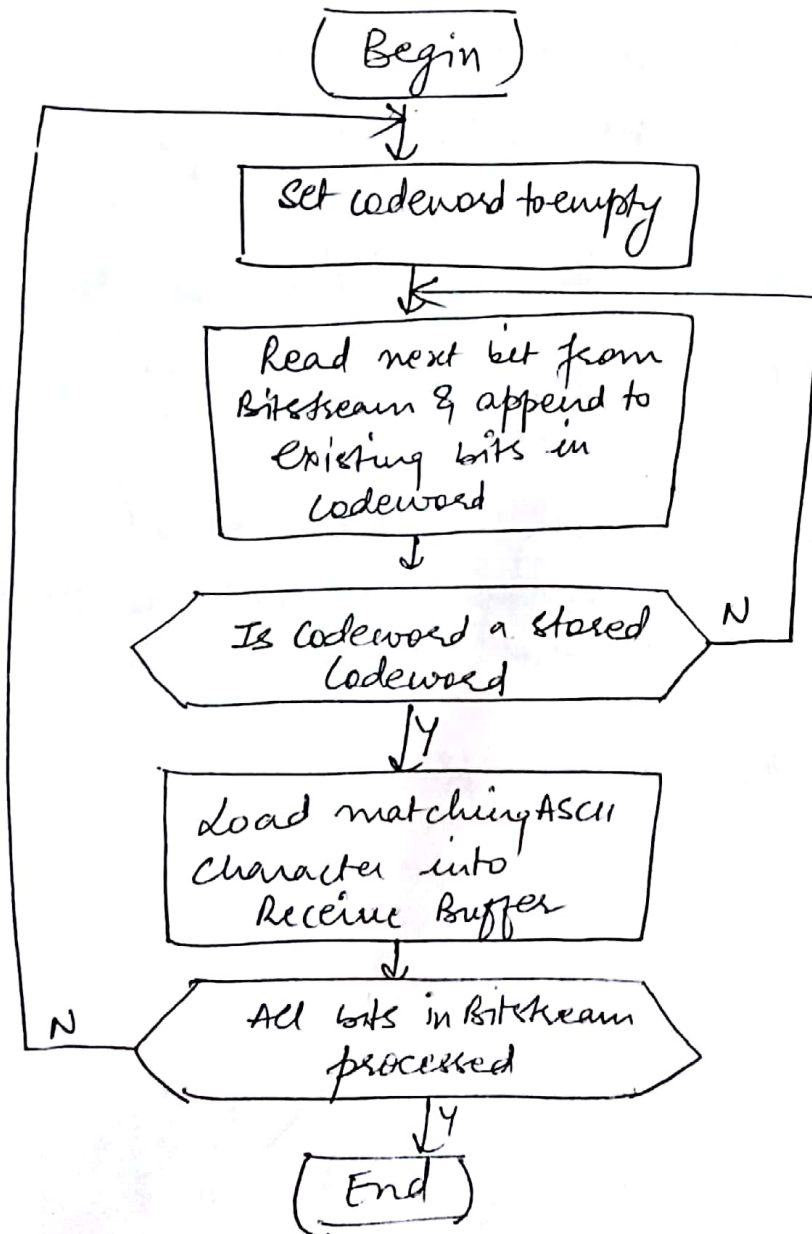 Begin
Set codeword to empty
Read next bit from
Bitstream & append to
existing bits in
Codeword
Is Codeword a stored
Codeword
N
Y
Load matching ASCII
Character into
Receive Buffer
All bits in Bitstream
processed
N
Y
End